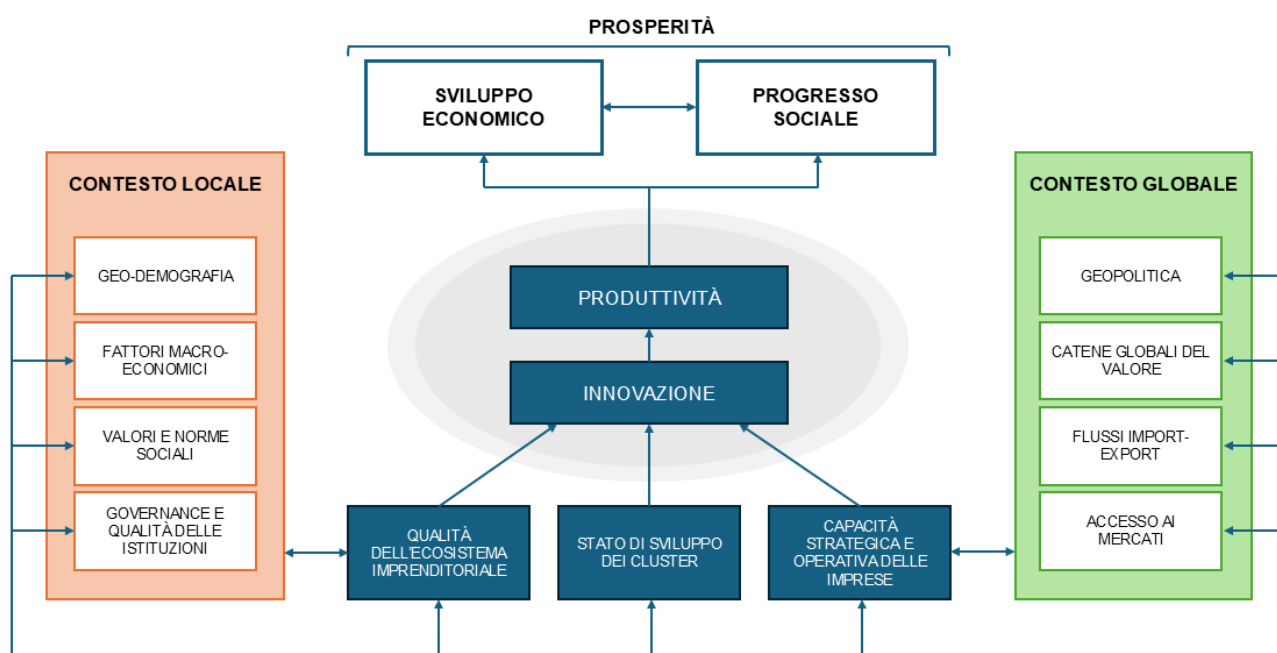 PROSPERITÀ
SVILUPPO
ECONOMICO
PROGRESSO
SOCIALE
CONTESTO LOCALE
GEO-DEMOGRAFIA
FATTORI MACRO-
ECONOMICI
VALORI E NORME
SOCIALI
GOVERNANCE E
QUALITÀ DELLE
ISTITUZIONI
PRODUTTIVITÀ
INNOVAZIONE
QUALITÀ
DELL'ECOSISTEMA
IMPRENDITORIALE
STATO DI SVILUPPO
DEI CLUSTER
CAPACITÀ
STRATEGICA E
OPERATIVA DELLE
IMPRESE
CONTESTO GLOBALE
GEOPOLITICA
CATENE GLOBALI DEL
VALORE
FLUSSI IMPORT-
EXPORT
ACCESSO AI
MERCATI